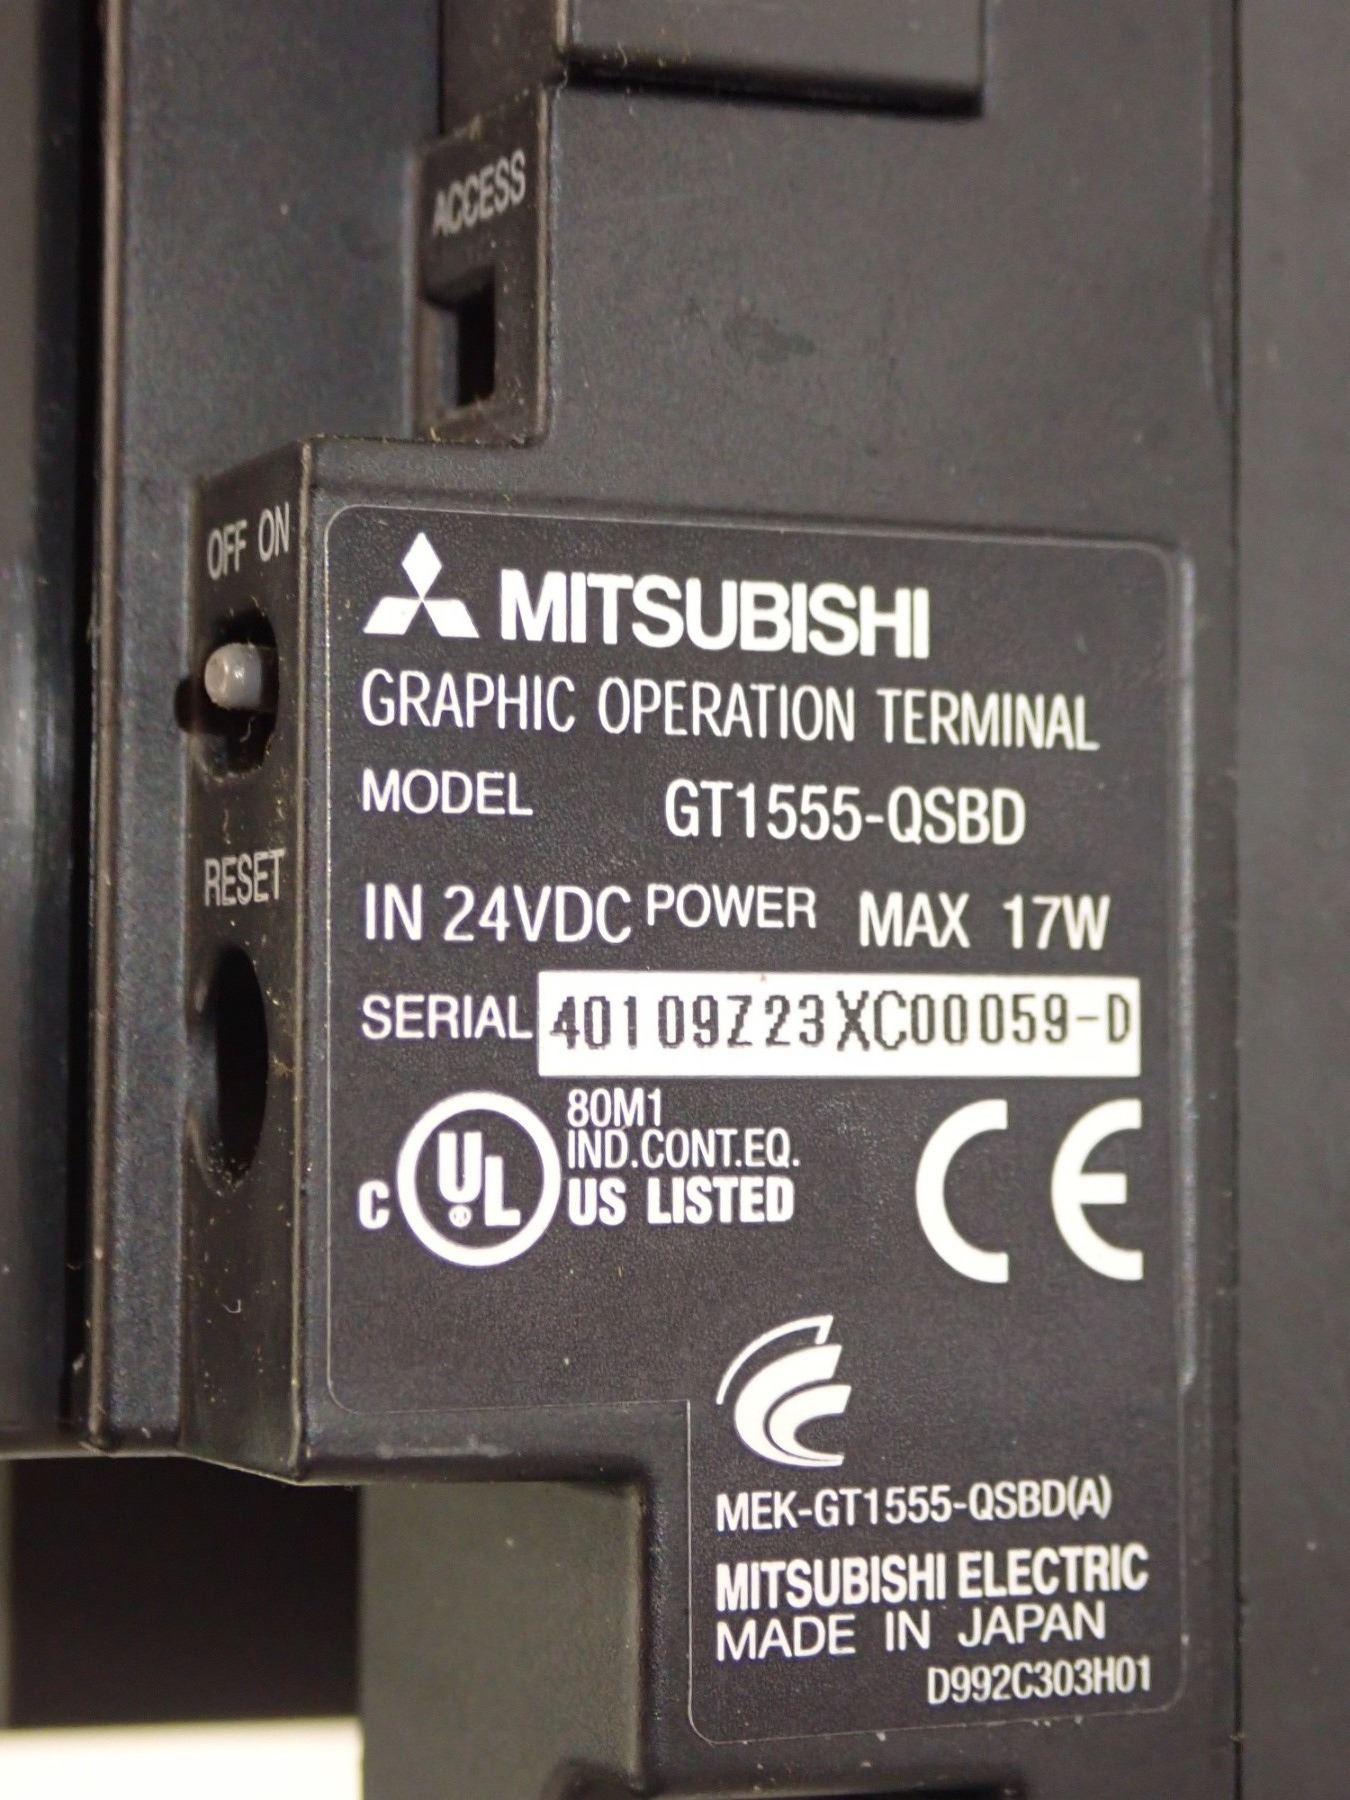 ACCESS
OFF ON
RESET
MITSUBISHI
GRAPHIC OPERATION TERMINAL
MODEL GT1555-QSBD
IN 24VDC POWER MAX 17W
SERIAL 40109Z23XC00059-D
80M1
IND.CONT.EQ.
C UL ® US LISTED
CE
MEK-GT1555-QSBD(A)
MITSUBISHI ELECTRIC
MADE IN JAPAN
D992C303H01